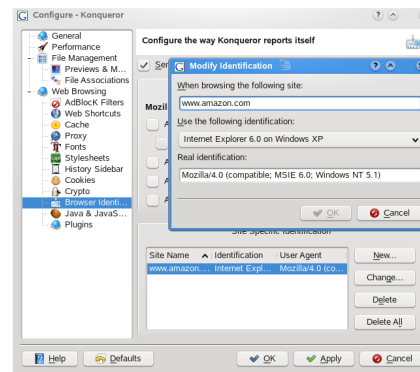 Configure - Konqueror
General
Performance
File Management
Previews & M...
File Associations
Web Browsing
AdBlocK Filters
Web Shortcuts
Cache
Proxy
Fonts
Stylesheets
History Sidebar
Cookies
Crypto
Browser Identi...
Java & JavaS...
Plugins
Configure the way Konqueror reports itself
Modify Identification
When browsing the following site:
www.amazon.com
Use the following identification:
Internet Explorer 6.0 on Windows XP
Real identification:
Mozilla/4.0 (compatible; MSIE 6.0; Windows NT 5.1)
OK
Cancel
Site Specific Identification
Site Name Identification User Agent
www.amazon.... Internet Expl... Mozilla/4.0 (co...
New...
Change...
Delete
Delete All
Help
Defaults
OK
Apply
Cancel